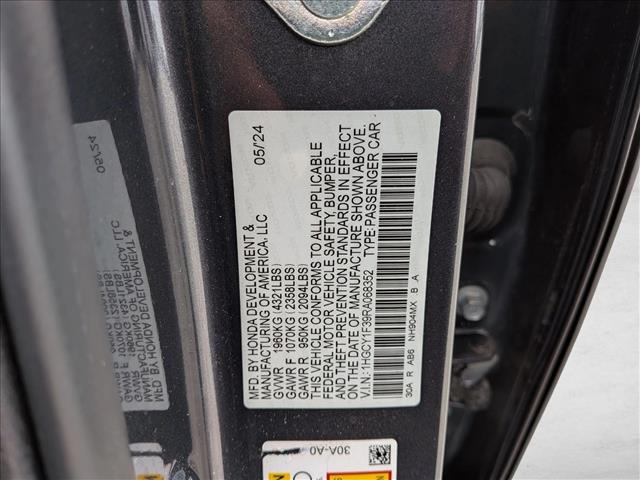 MFD. BY HONDA DEVELOPMENT &
MANUFACTURING OF AMERICA, LLC 05/24
GVWR 1960KG (4321LBS)
GAWR F 1070KG (2358LBS)
GAWR R 950KG (2094LBS)
THIS VEHICLE CONFORMS TO ALL APPLICABLE
FEDERAL MOTOR VEHICLE SAFETY, BUMPER,
AND THEFT PREVENTION STANDARDS IN EFFECT
ON THE DATE OF MANUFACTURE SHOWN ABOVE.
V.I.N: 1HGCY1F39RA068352 TYPE:PASSENGER CAR
30A R AB6 NH904MX B A
30A-A0